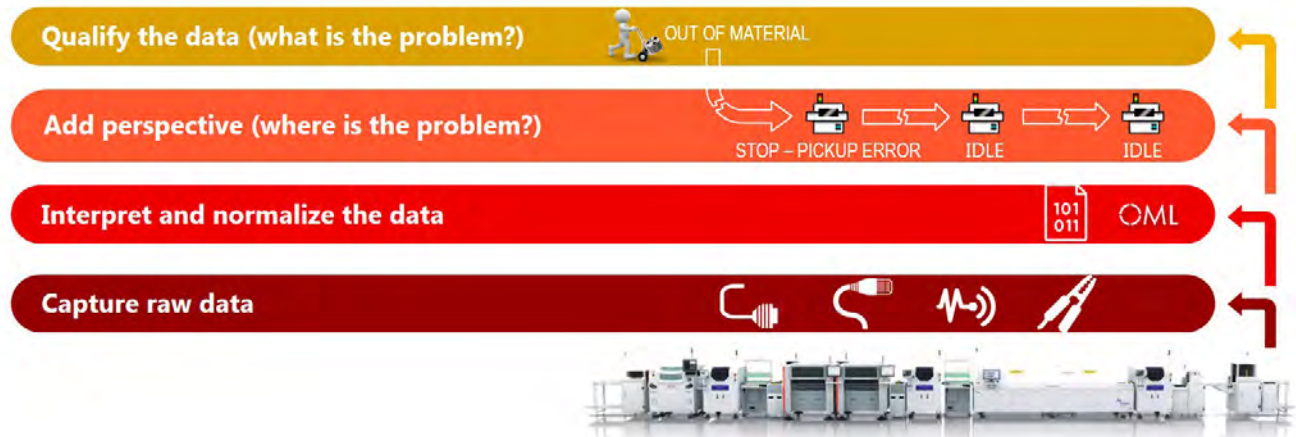 Qualify the data (what is the problem?)
OUT OF MATERIAL
Add perspective (where is the problem?)
STOP – PICKUP ERROR
IDLE
IDLE
Interpret and normalize the data
101
011
OML
Capture raw data